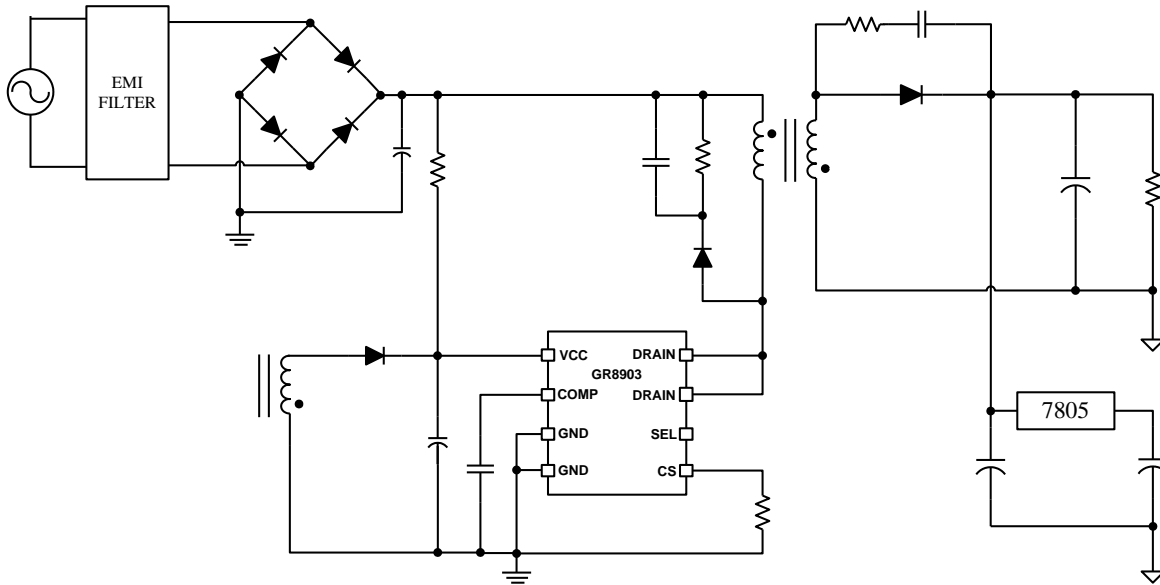 EMI
FILTER
VCC
DRAIN
GR8903
COMP
DRAIN
GND
SEL
GND
CS
7805